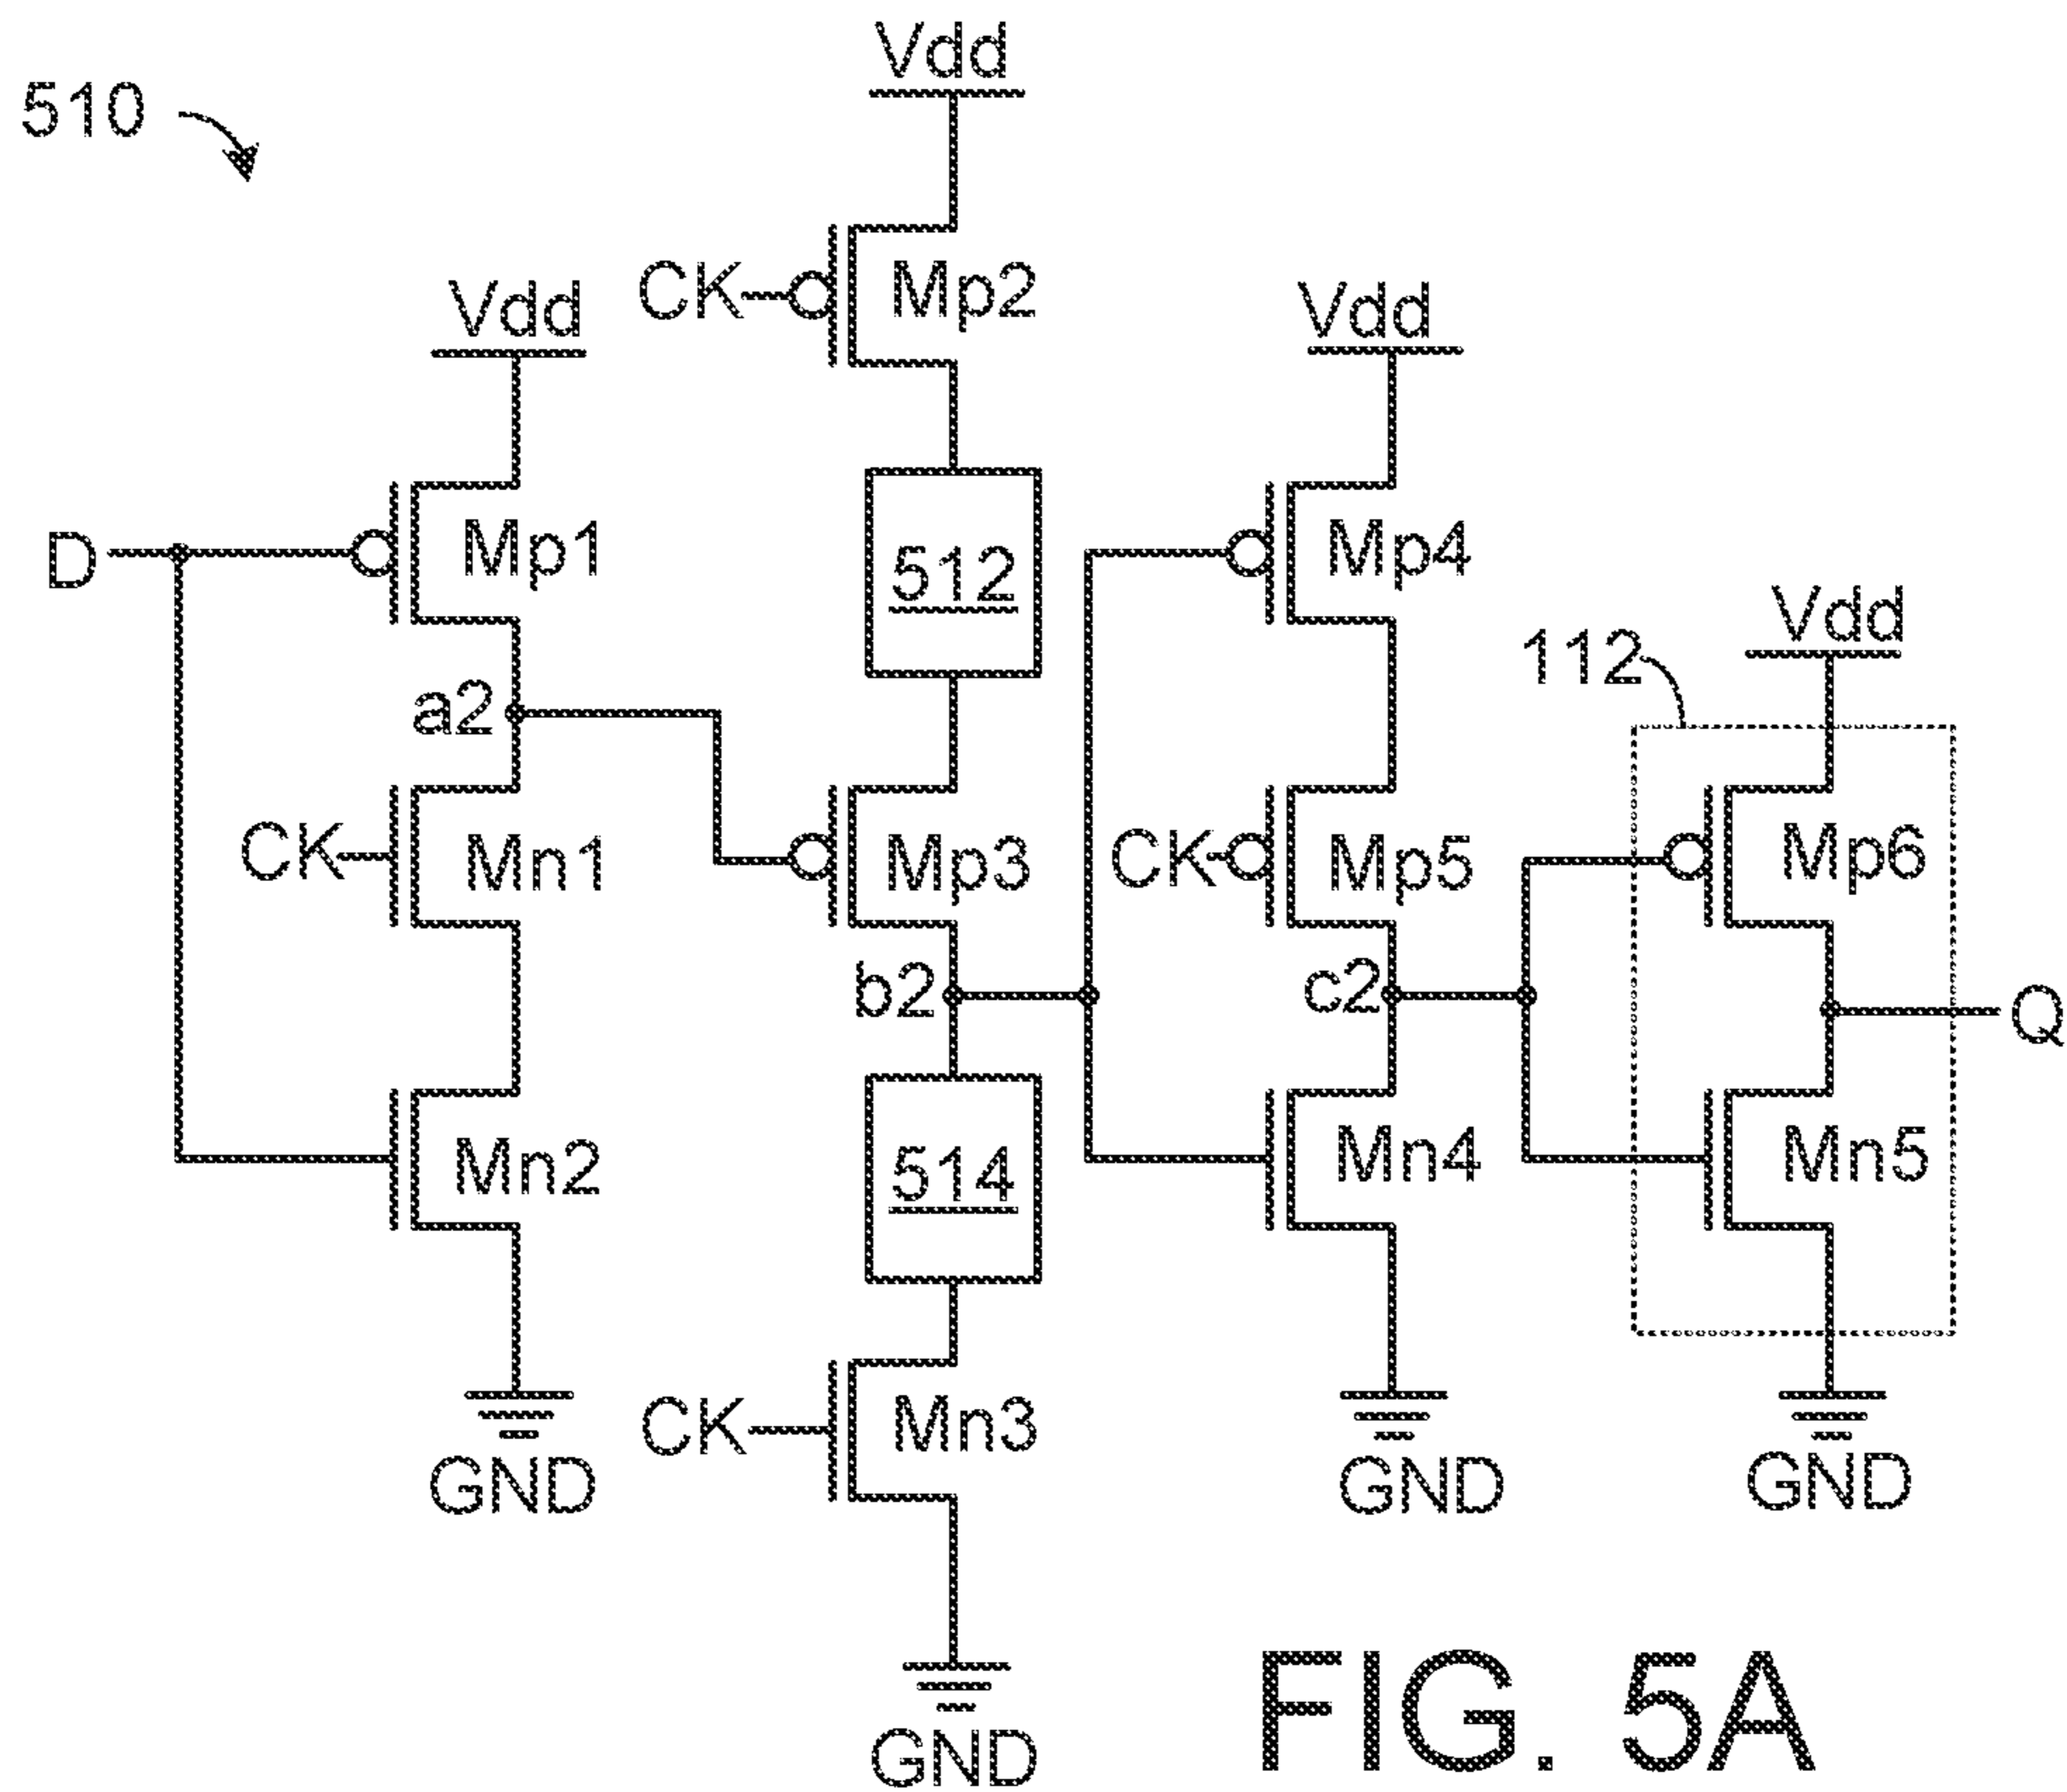 Vdd
510
CK
Mp2
Vdd
Vdd
D
Mp1
512
Mp4
Vdd
112
a2
CK
Mn1
Mp3
CK
Mp5
Mp6
b2
c2
Q
Mn2
514
Mn4
Mn5
CK
Mn3
GND
GND
GND
GND
FIG. 5A